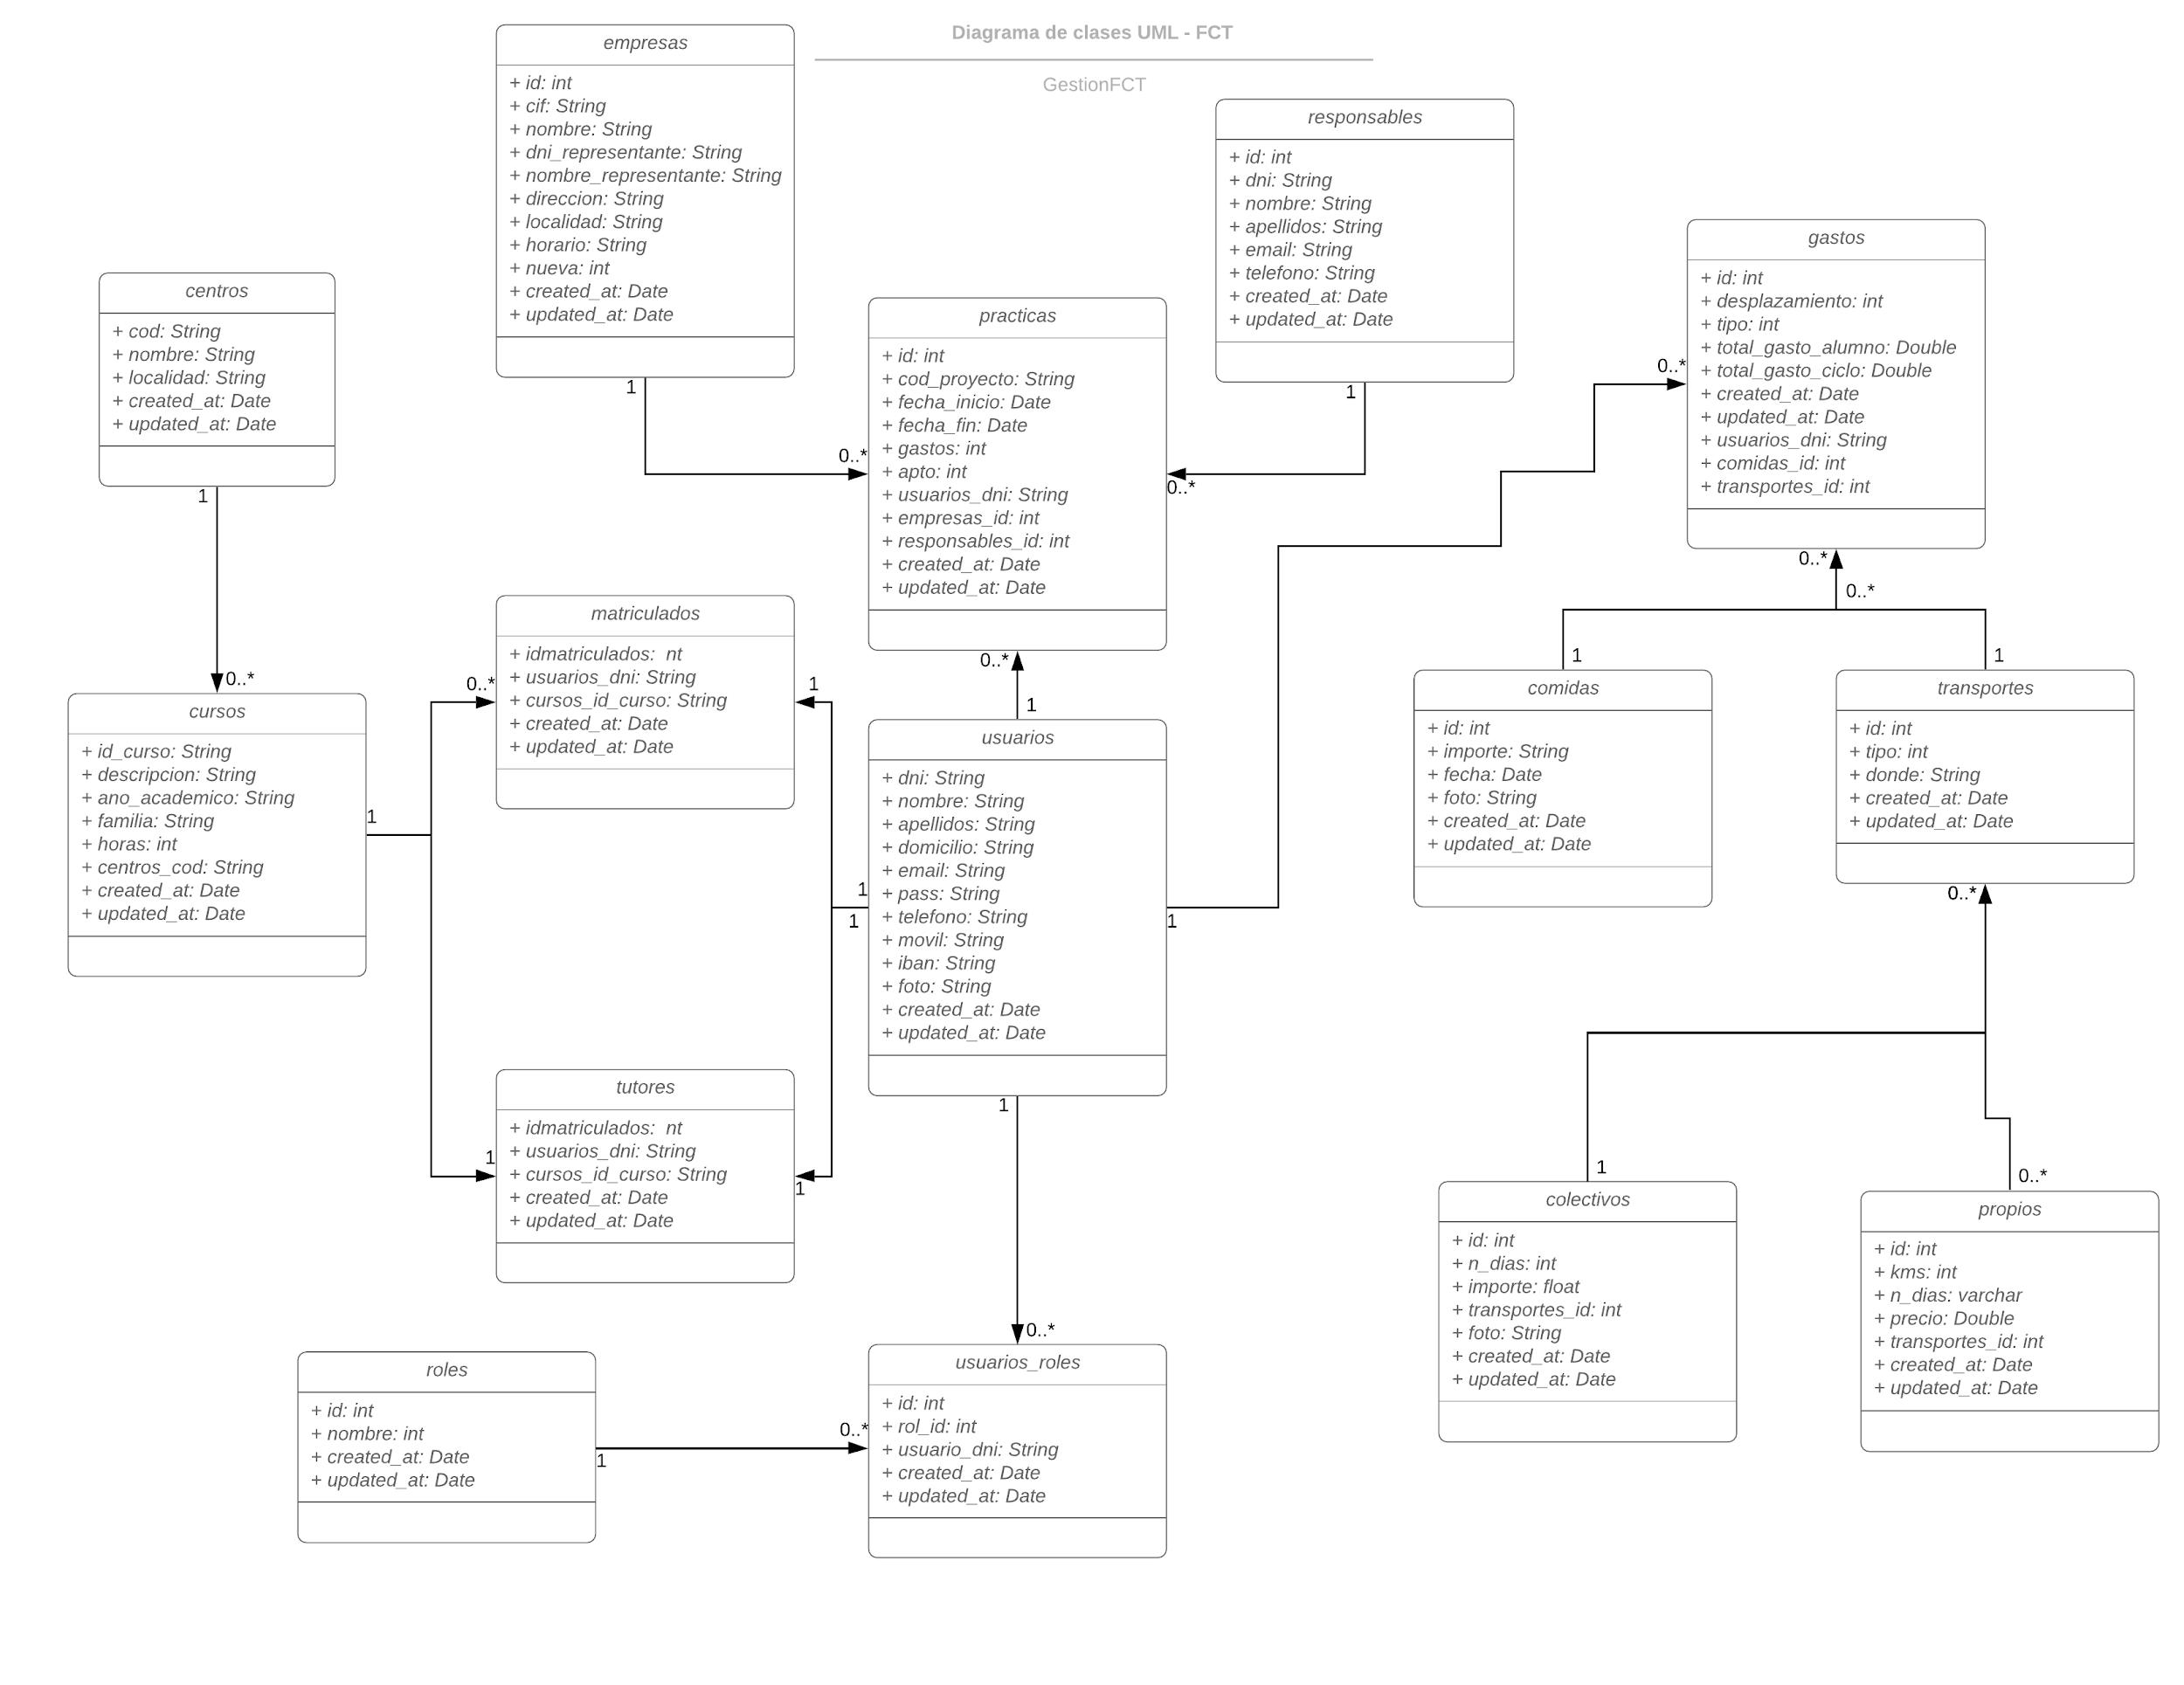 Diagrama de clases UML - FCT
GestionFCT
empresas
+ id: int
+ cif: String
+ nombre: String
+ dni_representante: String
+ nombre_representante: String
+ direccion: String
+ localidad: String
+ horario: String
+ nueva: int
+ created_at: Date
+ updated_at: Date
1
0..*
responsables
+ id: int
+ dni: String
+ nombre: String
+ apellidos: String
+ email: String
+ telefono: String
+ created_at: Date
+ updated_at: Date
1
0..*
gastos
+ id: int
+ desplazamiento: int
+ tipo: int
+ total_gasto_alumno: Double
+ total_gasto_ciclo: Double
+ created_at: Date
+ updated_at: Date
+ usuarios_dni: String
+ comidas_id: int
+ transportes_id: int
0..*
0..*
0..*
centros
+ cod: String
+ nombre: String
+ localidad: String
+ created_at: Date
+ updated_at: Date
1
0..*
practicas
+ id: int
+ cod_proyecto: String
+ fecha_inicio: Date
+ fecha_fin: Date
+ gastos: int
+ apto: int
+ usuarios_dni: String
+ empresas_id: int
+ responsables_id: int
+ created_at: Date
+ updated_at: Date
0..*
1
matriculados
+ idmatriculados:  nt
+ usuarios_dni: String
+ cursos_id_curso: String
+ created_at: Date
+ updated_at: Date
0..*
1
cursos
+ id_curso: String
+ descripcion: String
+ ano_academico: String
+ familia: String
+ horas: int
+ centros_cod: String
+ created_at: Date
+ updated_at: Date
1
usuarios
+ dni: String
+ nombre: String
+ apellidos: String
+ domicilio: String
+ email: String
+ pass: String
+ telefono: String
+ movil: String
+ iban: String
+ foto: String
+ created_at: Date
+ updated_at: Date
1
1
1
1
comidas
+ id: int
+ importe: String
+ fecha: Date
+ foto: String
+ created_at: Date
+ updated_at: Date
1
transportes
+ id: int
+ tipo: int
+ donde: String
+ created_at: Date
+ updated_at: Date
1
0..*
tutores
+ idmatriculados:  nt
+ usuarios_dni: String
+ cursos_id_curso: String
+ created_at: Date
+ updated_at: Date
1
1
colectivos
+ id: int
+ n_dias: int
+ importe: float
+ transportes_id: int
+ foto: String
+ created_at: Date
+ updated_at: Date
1
propios
+ id: int
+ kms: int
+ n_dias: varchar
+ precio: Double
+ transportes_id: int
+ created_at: Date
+ updated_at: Date
0..*
roles
+ id: int
+ nombre: int
+ created_at: Date
+ updated_at: Date
1
0..*
usuarios_roles
+ id: int
+ rol_id: int
+ usuario_dni: String
+ created_at: Date
+ updated_at: Date
0..*